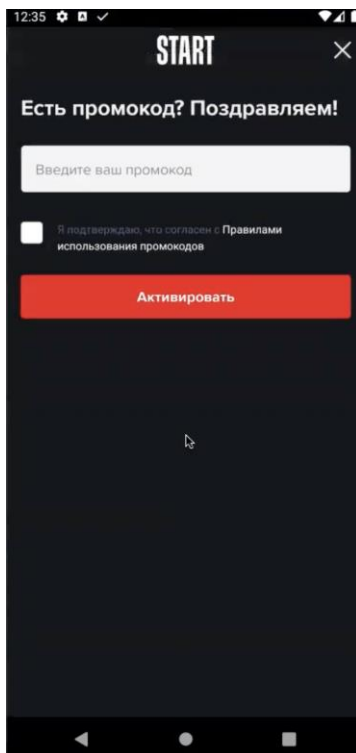 12:35
START
Есть промокод? Поздравляем!
Введите ваш промокод
Я подтверждаю, что согласен с Правилами
использования промокодов
Активировать